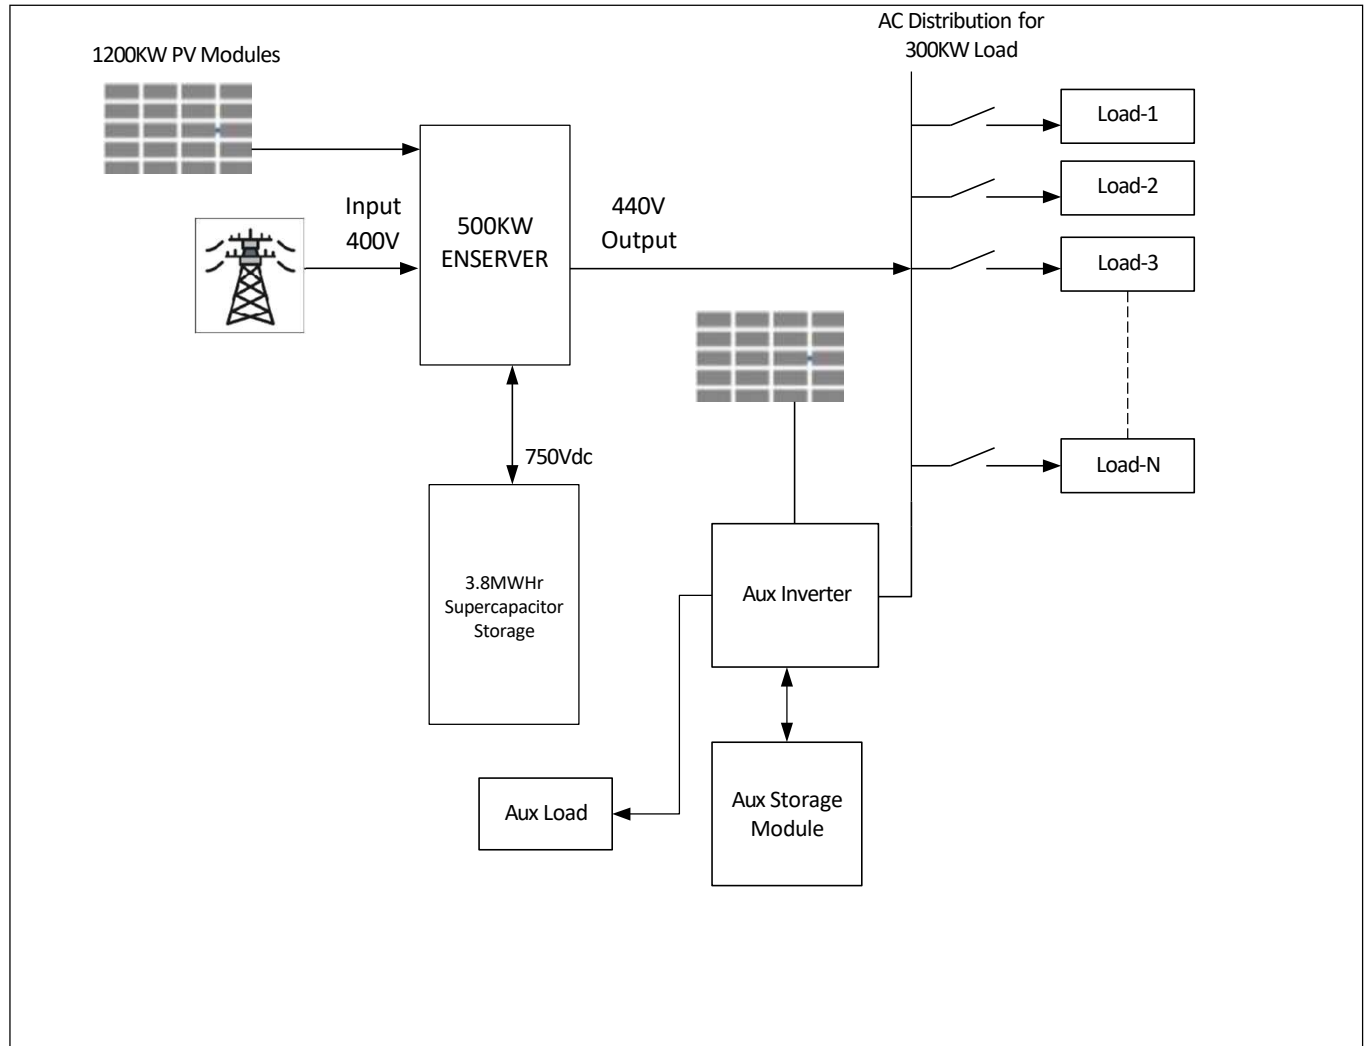 AC Distribution for
300KW Load
1200KW PV Modules
Load-1
Load-2
Input
400V
500KW
ENSERVER
440V
Output
Load-3
750Vdc
Load-N
3.8MWHr
Supercapacitor
Storage
Aux Inverter
Aux Load
Aux Storage
Module